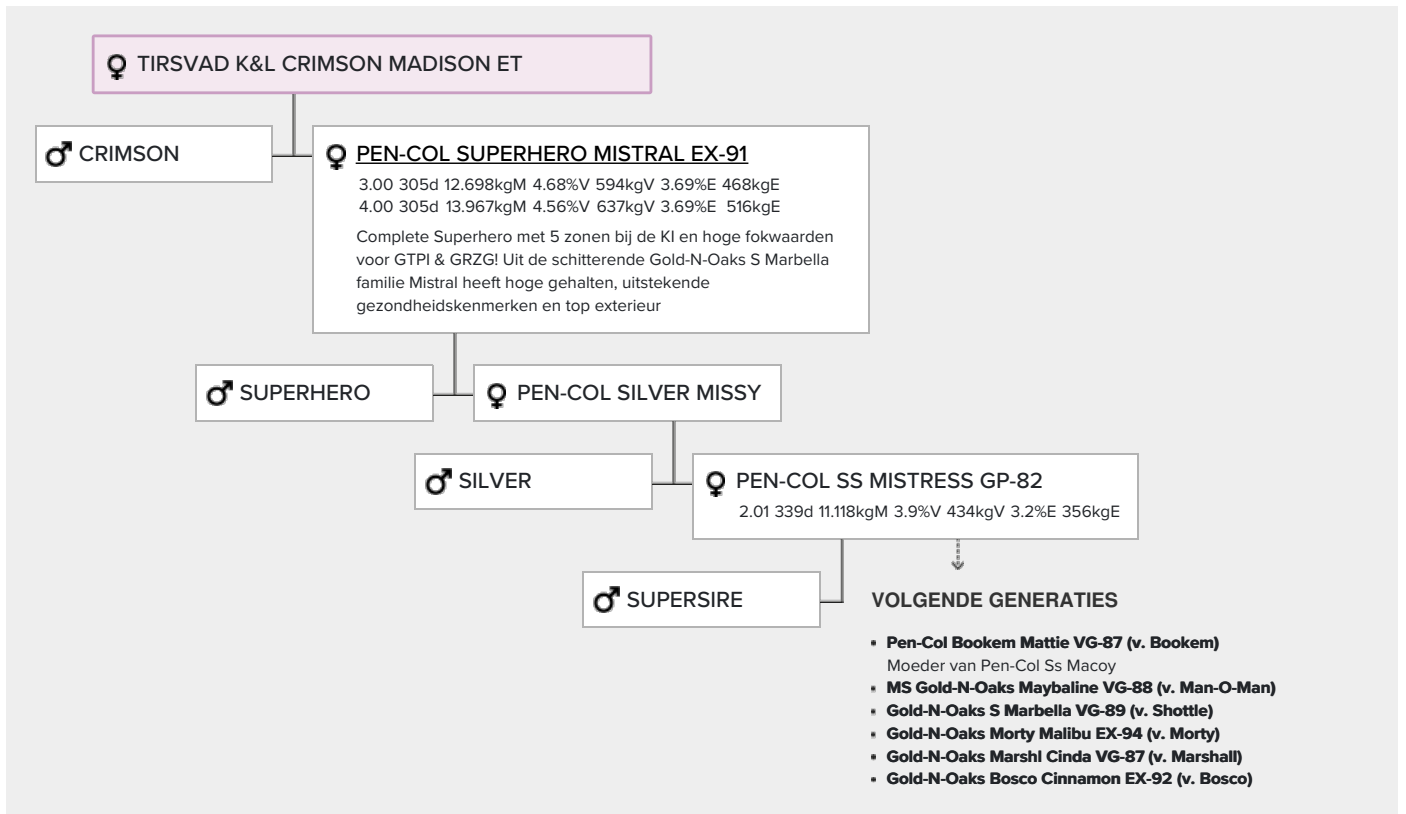 TIRSVAD K&L CRIMSON MADISON ET
CRIMSON
PEN-COL SUPERHERO MISTRAL EX-91
3.00 305d 12.698kgM 4.68%V 594kgV 3.69%E 468kgE
4.00 305d 13.967kgM 4.56%V 637kgV 3.69%E 516kgE
Complete Superhero met 5 zonen bij de KI en hoge fokwaarden
voor GTPI & GRZG! Uit de schitterende Gold-N-Oaks S Marbella
familie Mistral heeft hoge gehalten, uitstekende
gezondheidskenmerken en top exterieur
SUPERHERO
PEN-COL SILVER MISSY
SILVER
PEN-COL SS MISTRESS GP-82
2.01 339d 11.118kgM 3.9%V 434kgV 3.2%E 356kgE
SUPERSIRE
VOLGENDE GENERATIES
Pen-Col Bookem Mattie VG-87 (v. Bookem)
Moeder van Pen-Col Ss Macoy
MS Gold-N-Oaks Maybaline VG-88 (v. Man-O-Man)
Gold-N-Oaks S Marbella VG-89 (v. Shottle)
Gold-N-Oaks Morty Malibu EX-94 (v. Morty)
Gold-N-Oaks Marshl Cinda VG-87 (v. Marshall)
Gold-N-Oaks Bosco Cinnamon EX-92 (v. Bosco)